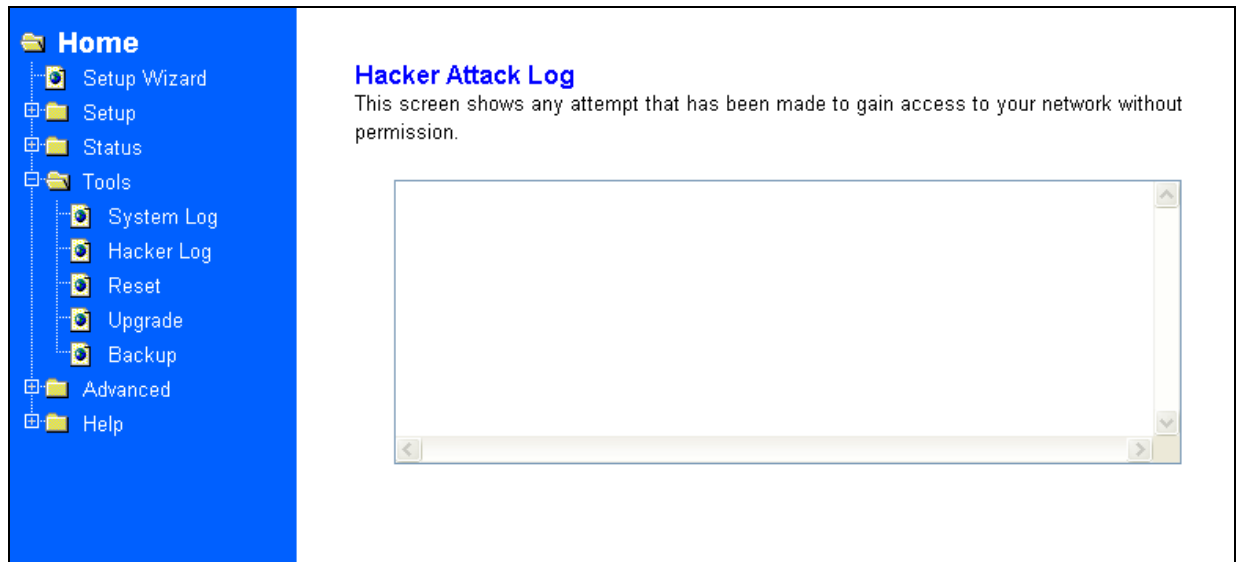 Home
Setup Wizard
Setup
Status
Tools
System Log
Hacker Log
Reset
Upgrade
Backup
Advanced
Help
Hacker Attack Log
This screen shows any attempt that has been made to gain access to your network without
permission.